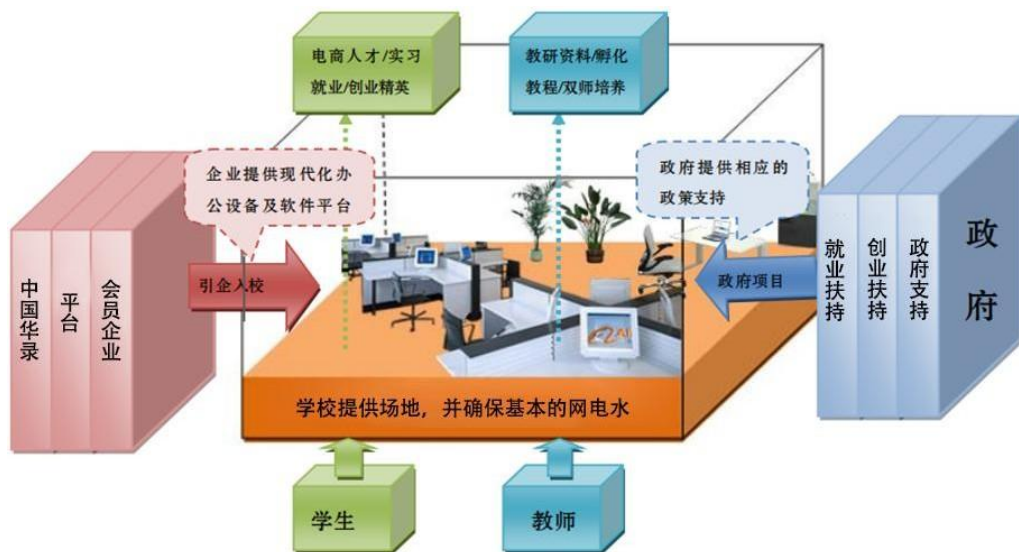 电商人才/实习
就业/创业精英
教研资料/孵化
教程/双师培养
企业提供现代化办
公设备及软件平台
政府提供相应的
政策支持
中国华录
平台
会员企业
引企入校
政府项目
就业扶持
创业扶持
政府支持
政府
学校提供场地，并确保基本的网电水
学生
教师